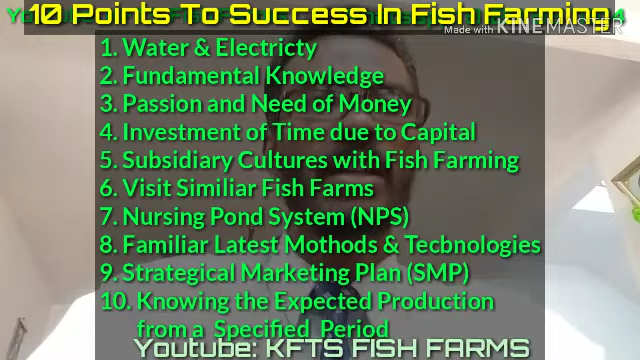 10 Points To Success In Fish Farming
Made with KINEMASTER
1. Water & Electricty
2. Fundamental Knowledge
3. Passion and Need of Money
4. Investment of Time due to Capital
5. Subsidiary Cultures with Fish Farming
6. Visit Similiar Fish Farms
7. Nursing Pond System (NPS)
8. Familiar Latest Mothods & Tecbnologies
9. Strategical Marketing Plan (SMP)
10. Knowing the Expected Production
from a Specified Period
Youtube: KFTS FISH FARMS